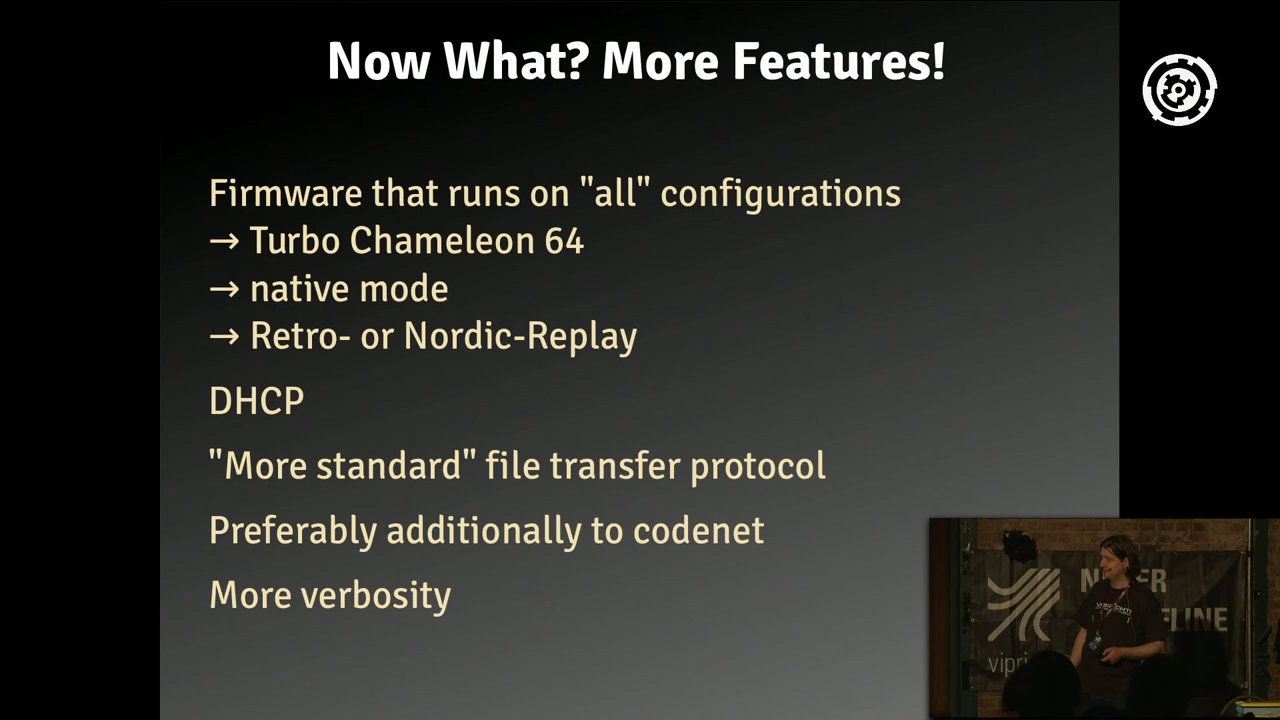 Now What? More Features!
Firmware that runs on "all" configurations
→ Turbo Chameleon 64
→ native mode
→ Retro- or Nordic-Replay
DHCP
"More standard" file transfer protocol
Preferably additionally to codenet
More verbosity